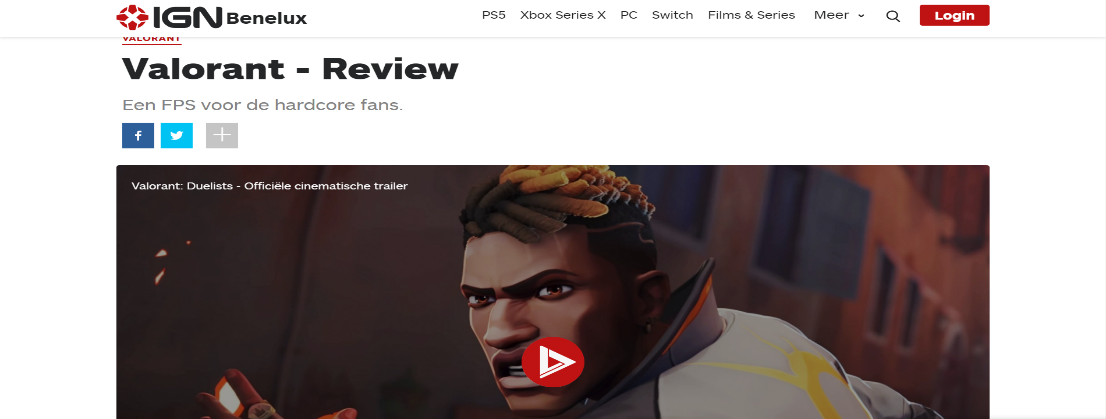 IGN Benelux
PS5 Xbox Series X PC Switch Films & Series Meer Login
VALORANT
Valorant - Review
Een FPS voor de hardcore fans.
Valorant: Duelists - Officiële cinematische trailer